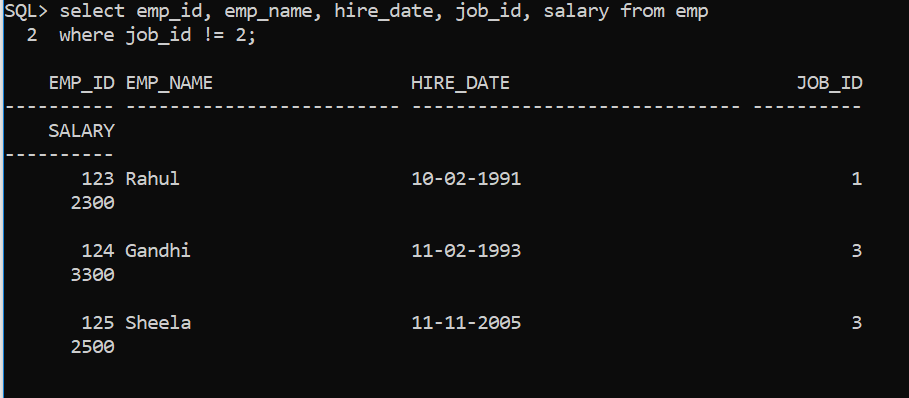 SQL> select emp_id, emp_name, hire_date, job_id, salary from emp
  2  where job_id != 2;

    EMP_ID EMP_NAME                  HIRE_DATE                          JOB_ID
---------- ------------------------- ------------------------------ ----------
    SALARY
----------
       123 Rahul                     10-02-1991                              1
      2300

       124 Gandhi                    11-02-1993                              3
      3300

       125 Sheela                    11-11-2005                              3
      2500